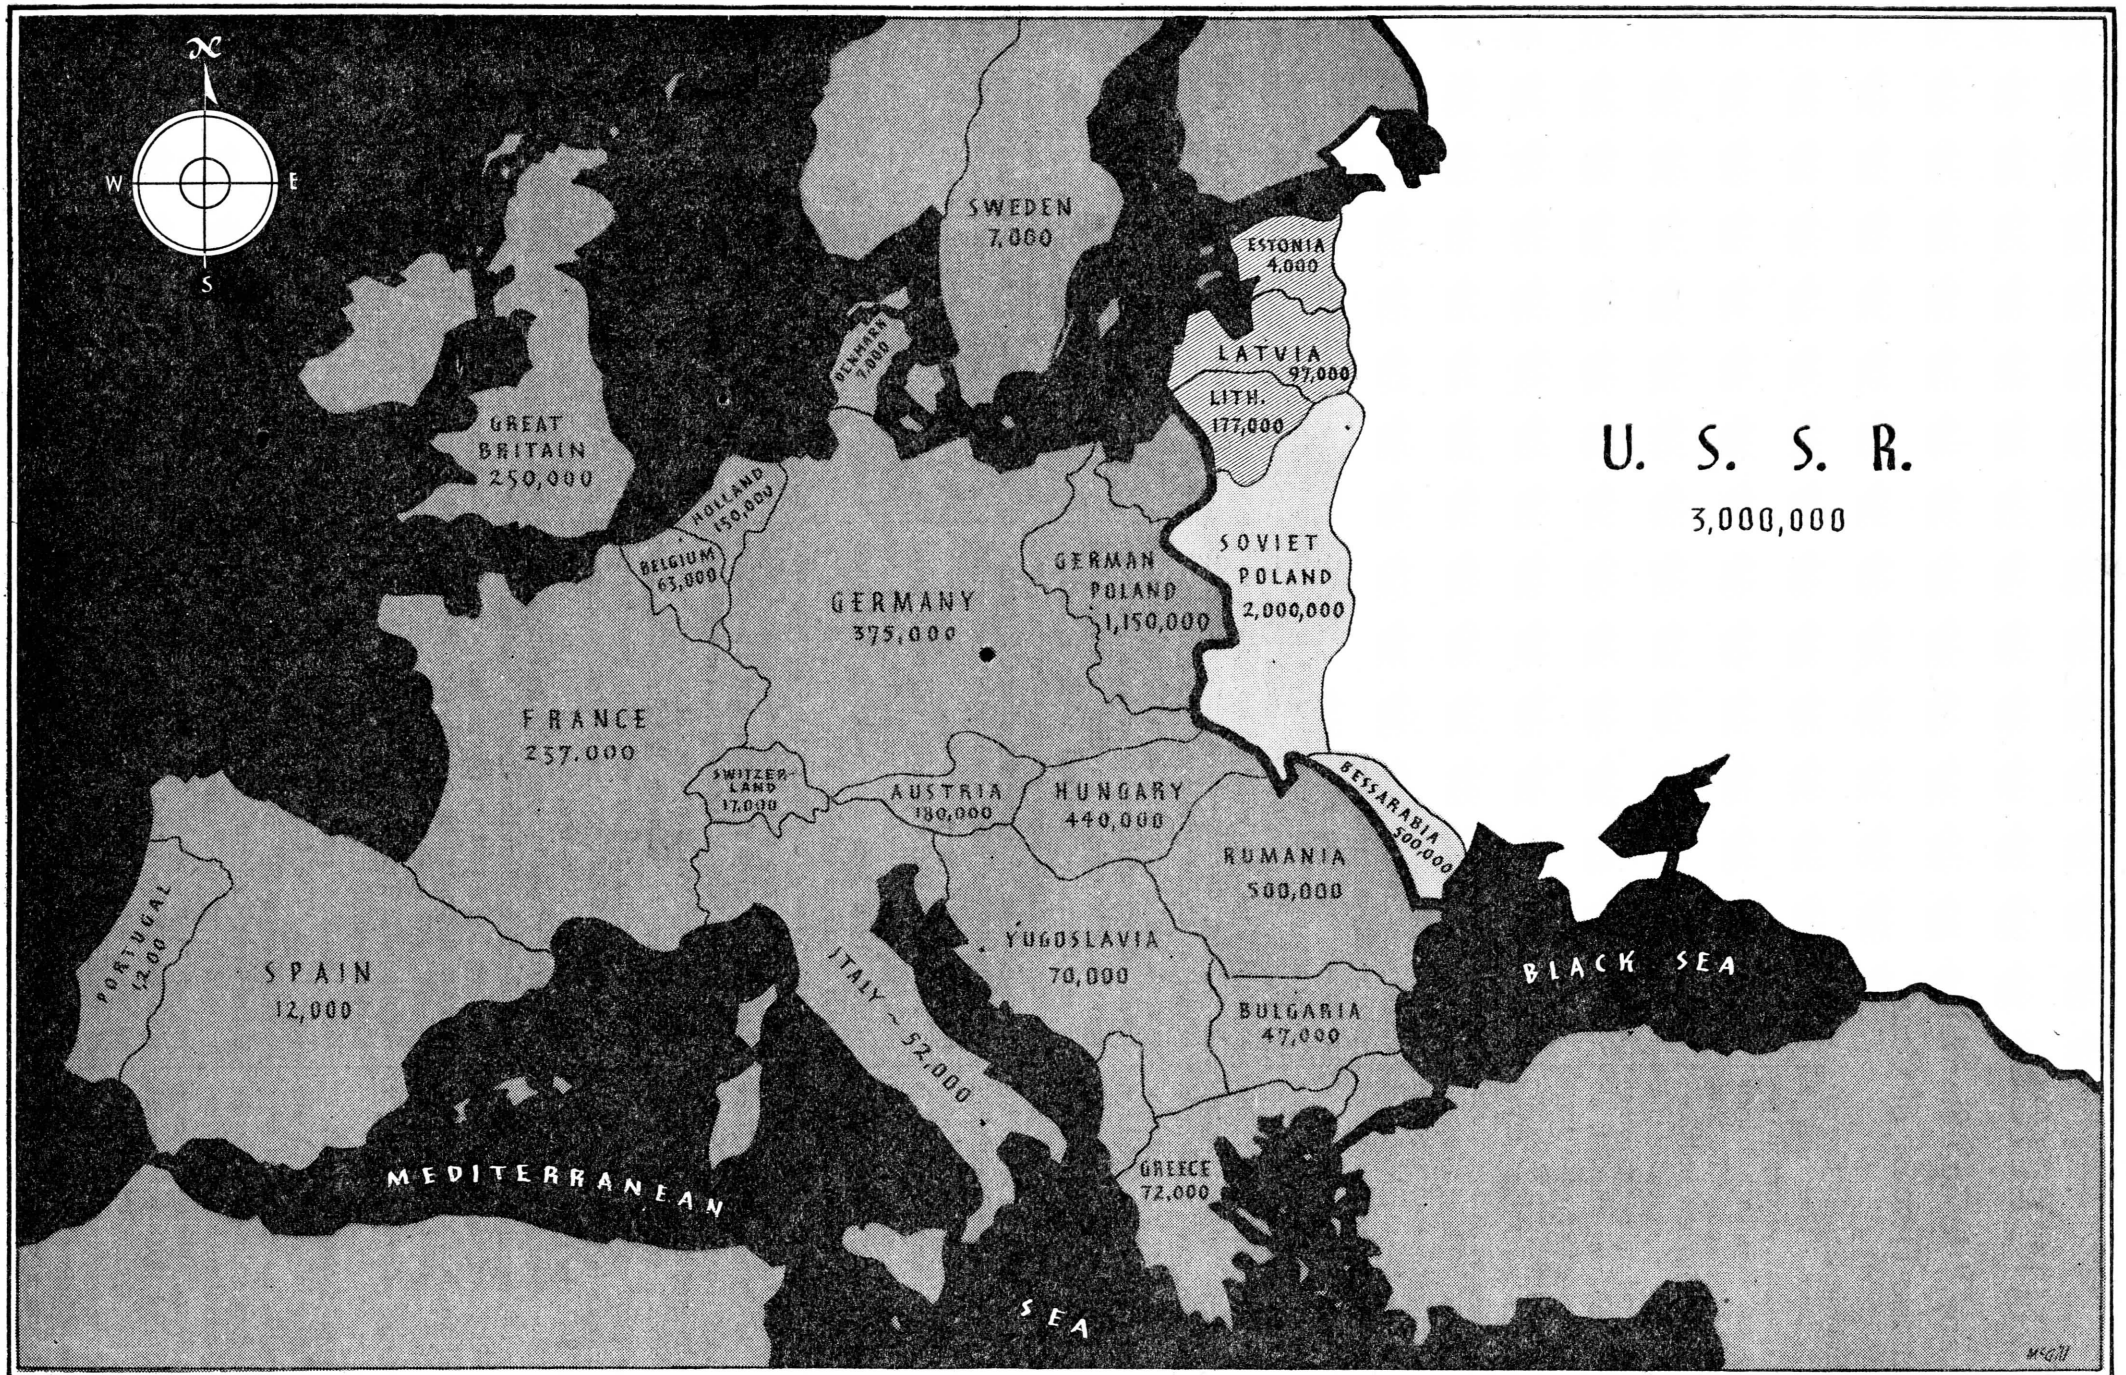 N
W E
S
SWEDEN
7,000
ESTONIA
4,000
DENMARK
7,000
LATVIA
97,000
LITH.
177,000
GREAT
BRITAIN
250,000
HOLLAND
150,000
BELGIUM
63,000
GERMANY
375,000
GERMAN
POLAND
1,150,000
SOVIET
POLAND
2,000,000
U. S. S. R.
3,000,000
FRANCE
237.000
SWITZER-
LAND
17,000
AUSTRIA
180,000
HUNGARY
440,000
BESSARABIA
500,000
RUMANIA
500,000
PORTUGAL
1,200
SPAIN
12,000
ITALY ~ 52,000
YUGOSLAVIA
70,000
BULGARIA
47,000
BLACK SEA
GREECE
72,000
MEDITERRANEAN
SEA
McGill